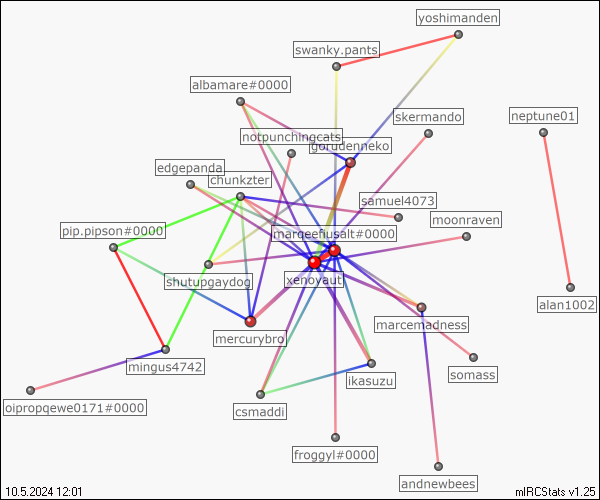 yoshimanden
swanky.pants
albamare#0000
neptune01
skermando
notpunchingcats
gorudenneko
edgepanda
chunkzter
samuel4073
moonraven
pip.pipson#0000
marqeefiusalt#0000
shutupgaydog
xenoyaut
alan1002
mercurybro
marcemadness
mingus4742
ikasuzu
somass
oipropqewe0171#0000
csmaddi
froggyl#0000
andnewbees
10.5.2024 12:01
mIRCStats v1.25